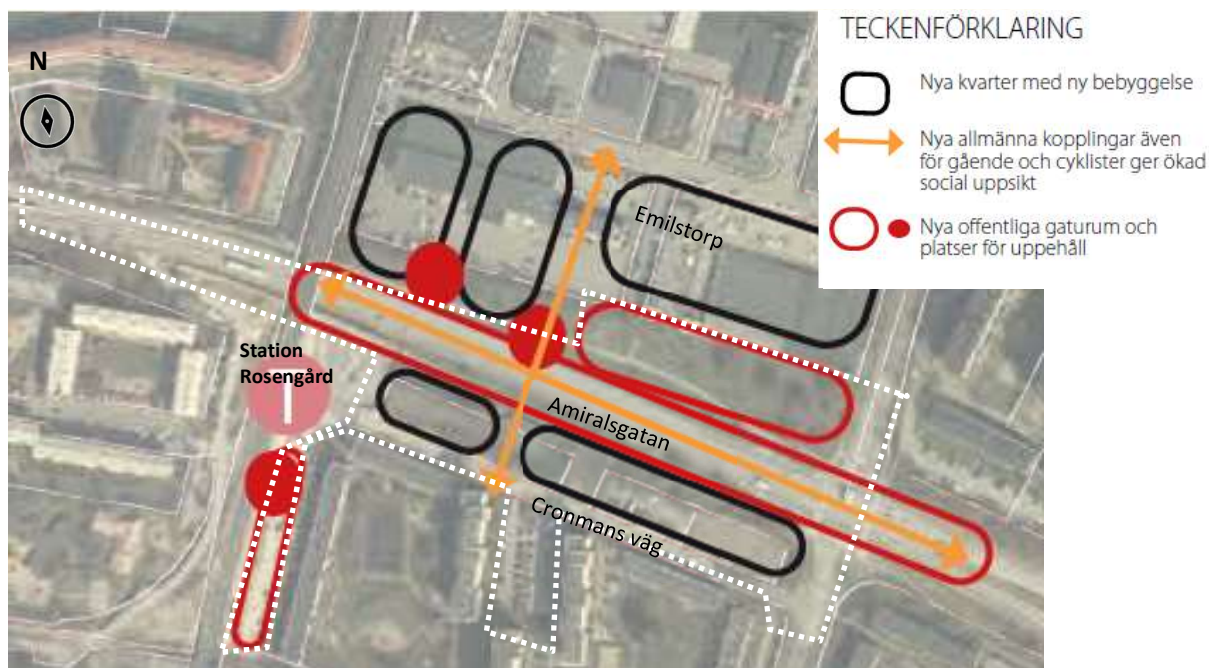 TECKENFÖRKLARING
Nya kvarter med ny bebyggelse
Nya allmänna kopplingar även
för gående och cyklister ger ökad
social uppsikt
Nya offentliga gaturum och
platser för uppehåll
N
Emilstorp
Station
Rosengård
T
Amiralsgatan
Cronmans väg